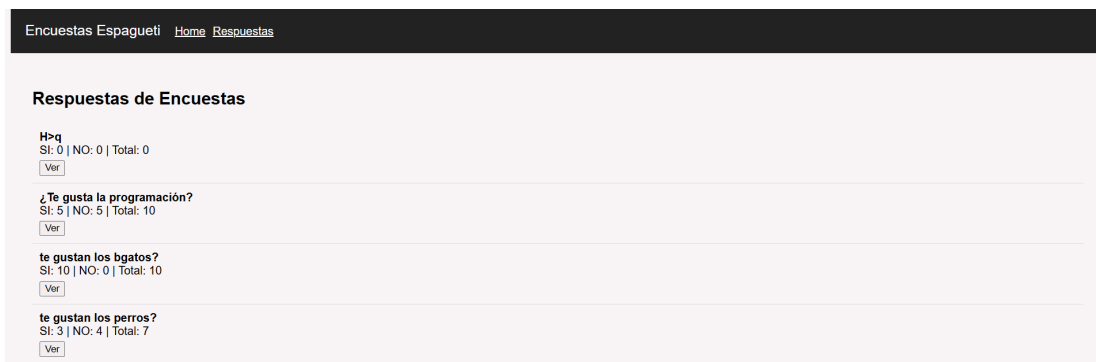 Encuestas Espagueti Home Respuestas
Respuestas de Encuestas
H>q
SI: 0 | NO: 0 | Total: 0
Ver
¿Te gusta la programación?
SI: 5 | NO: 5 | Total: 10
Ver
te gustan los bgatos?
SI: 10 | NO: 0 | Total: 10
Ver
te gustan los perros?
SI: 3 | NO: 4 | Total: 7
Ver